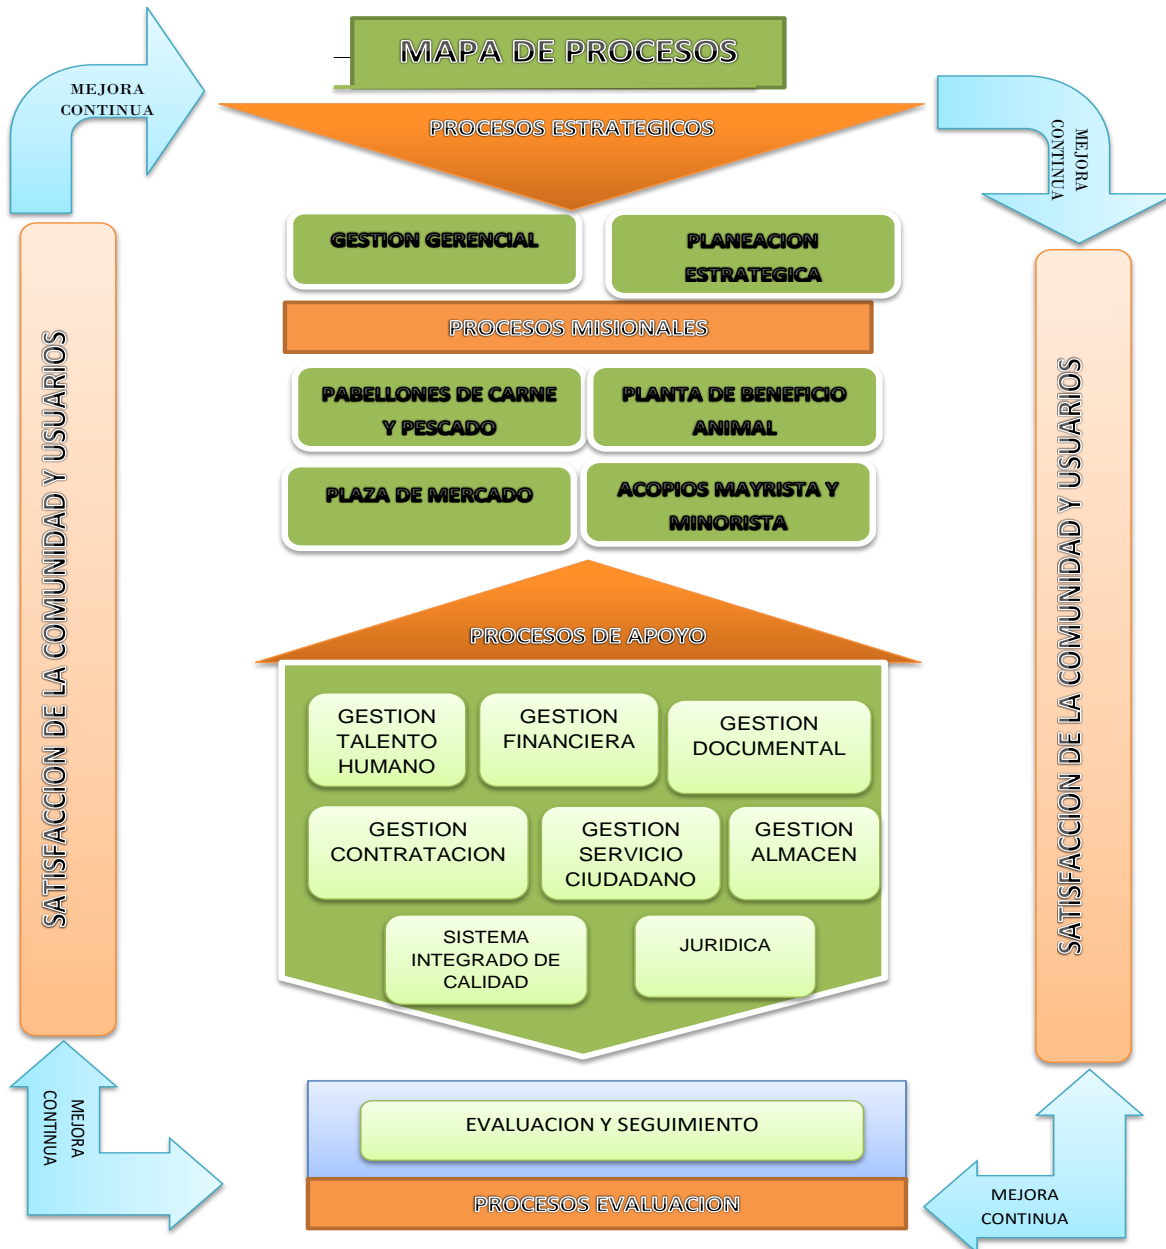 MAPA DE PROCESOS
MEJORA
CONTINUA
MEJORA
CONTINUA
PROCESOS ESTRATEGICOS
GESTION GERENCIAL
PLANEACION
ESTRATEGICA
PROCESOS MISIONALES
PABELLONES DE CARNE
Y PESCADO
PLANTA DE BENEFICIO
ANIMAL
PLAZA DE MERCADO
ACOPIOS MAYRISTA Y
MINORISTA
SATISFACCION DE LA COMUNIDAD Y USUARIOS
SATISFACCION DE LA COMUNIDAD Y USUARIOS
PROCESOS DE APOYO
GESTION
TALENTO
HUMANO
GESTION
FINANCIERA
GESTION
DOCUMENTAL
GESTION
CONTRATACION
GESTION
SERVICIO
CIUDADANO
GESTION
ALMACEN
SISTEMA
INTEGRADO DE
CALIDAD
JURIDICA
MEJORA
CONTINUA
EVALUACION Y SEGUIMIENTO
PROCESOS EVALUACION
MEJORA
CONTINUA